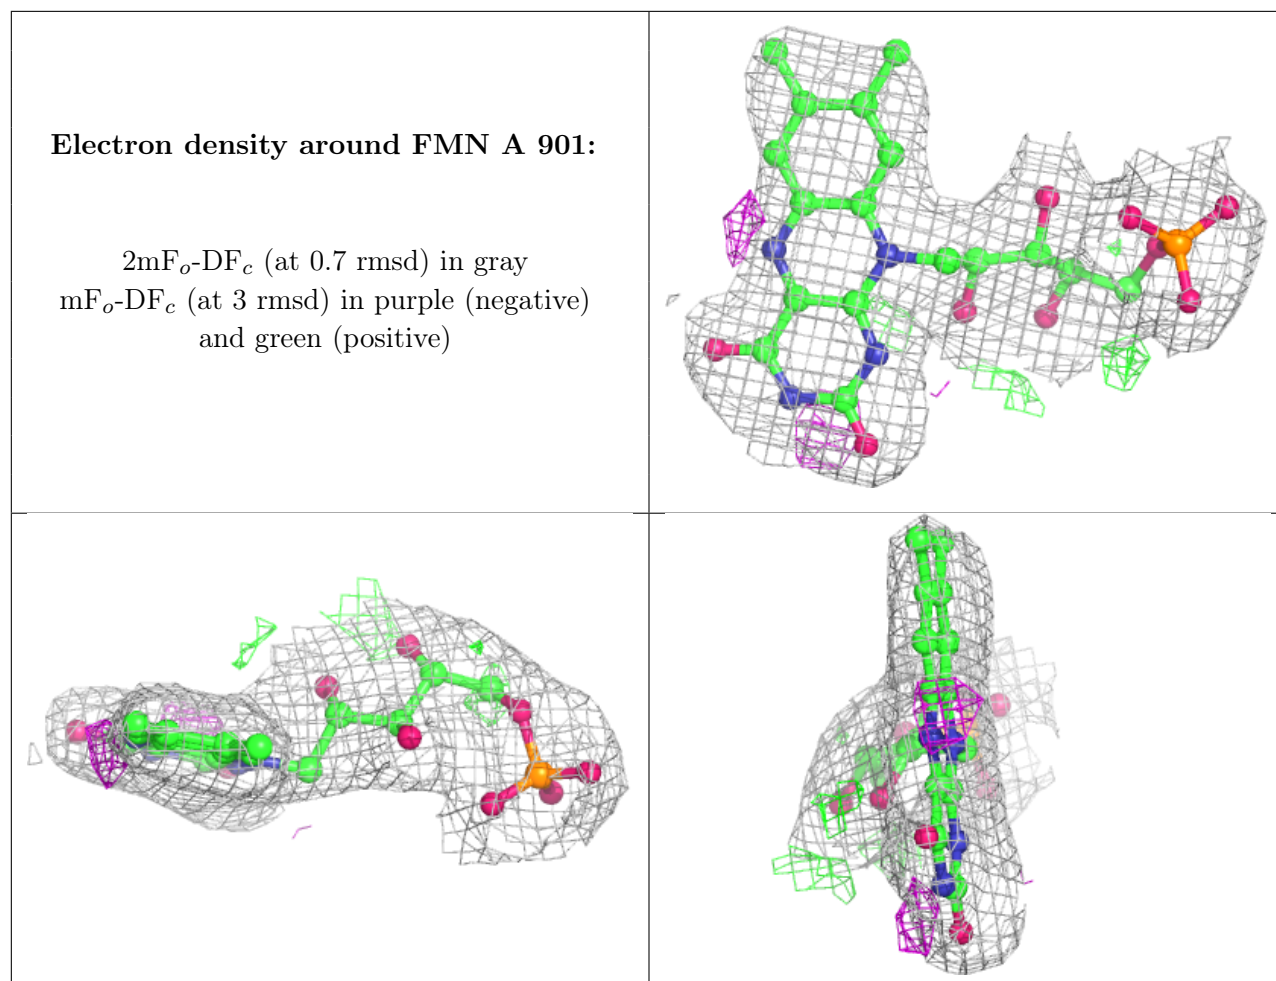 Electron density around FMN A 901:
2mFo-DFc (at 0.7 rmsd) in gray
mFo-DFc (at 3 rmsd) in purple (negative)
and green (positive)